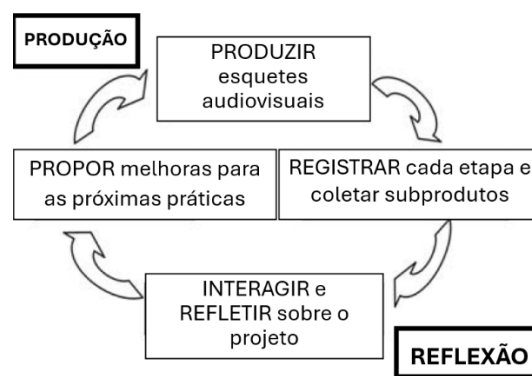 PRODUÇÃO
PRODUZIR
esquetes
audiovisuais
PROPOR melhoras para
as próximas práticas
REGISTRAR cada etapa e
coletar subprodutos
INTERAGIR e
REFLETIR sobre o
projeto
REFLEXÃO